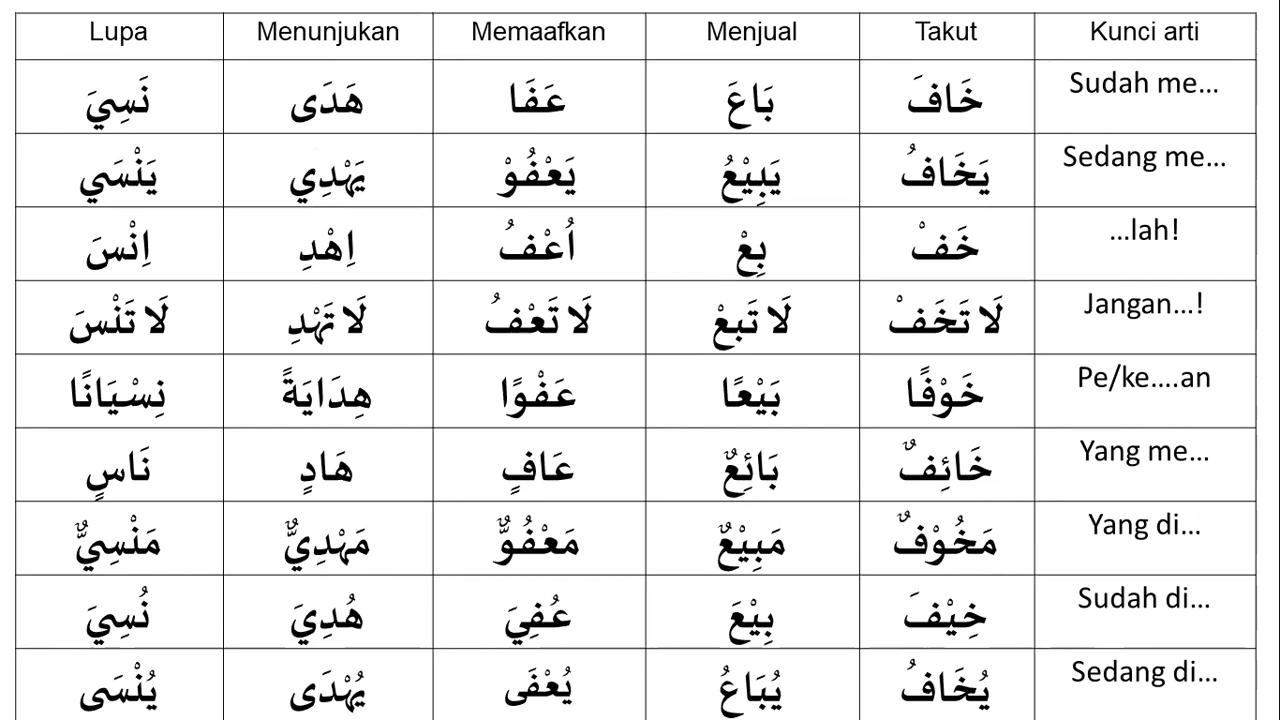 Lupa Menunjukan Memaafkan Menjual Takut Kunci arti
نَسِيَ هَدَى عَفَا بَاعَ خَافَ Sudah me...
يَنْسَي يَهْدِي يَعْفُوْ يَبِيْعُ يَخَافُ Sedang me...
اِنْسَ اِهْدِ اُعْفُ بِعْ خَفْ ...lah!
لَا تَنْسَ لَا تَهْدِ لَا تَعْفُ لَا تَبِعْ لَا تَخَفْ Jangan...!
نِسْيَانًا هِدَايَةً عَفْوًا بَيْعًا خَوْفًا Pe/ke....an
نَاسٍ هَادٍ عَافٍ بَائِعٌ خَائِفٌ Yang me...
مَنْسِيٌّ مَهْدِيٌّ مَعْفُوٌّ مَبِيْعٌ مَخُوْفٌ Yang di...
نُسِيَ هُدِيَ عُفِيَ بِيْعَ خِيْفَ Sudah di...
يُنْسَى يُهْدَى يُعْفَى يُبَاعُ يُخَافُ Sedang di...